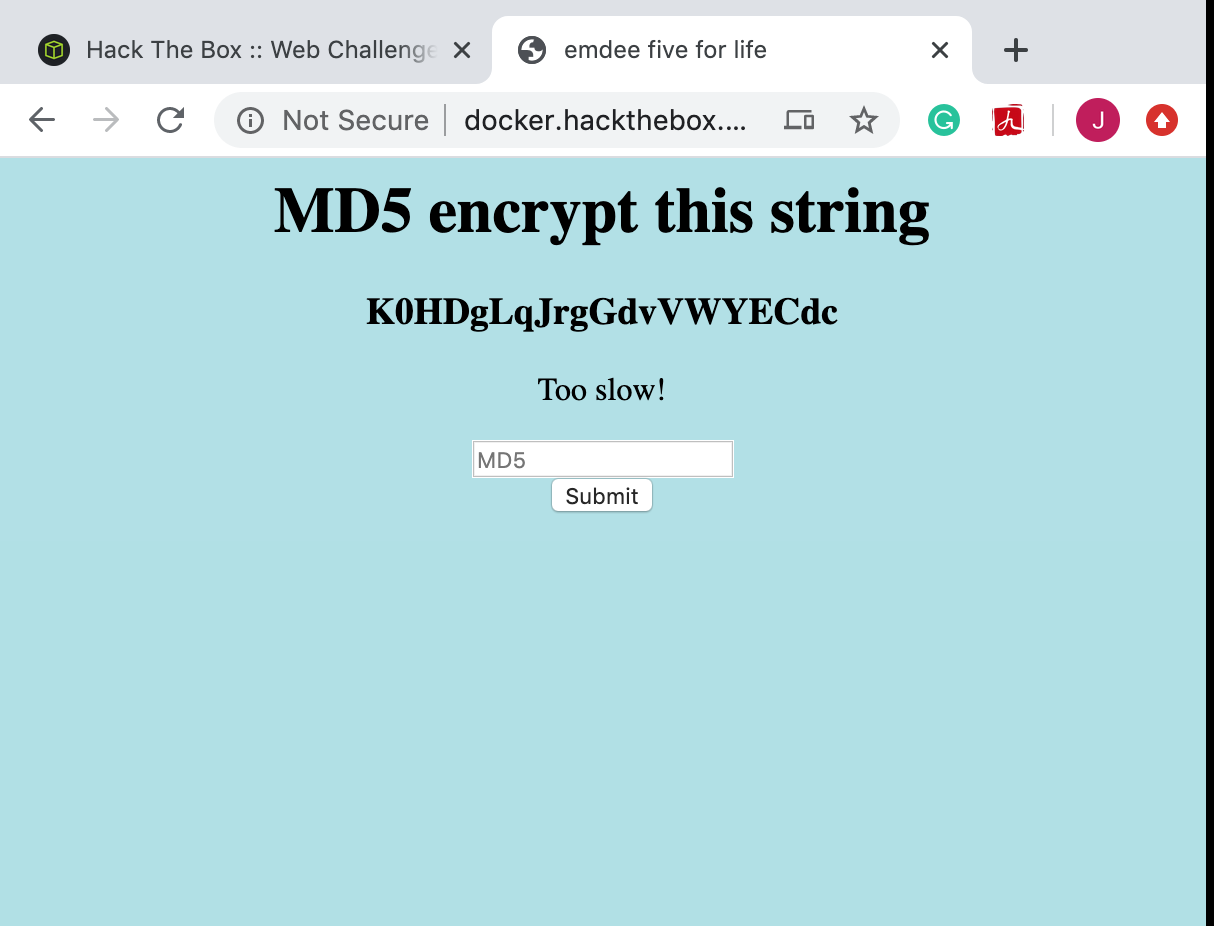 Hack The Box :: Web Challenge
emdee five for life
Not Secure
docker.hackthebox....
J
MD5 encrypt this string
K0HDgLqJrgGdvVWYECdc
Too slow!
MD5
Submit